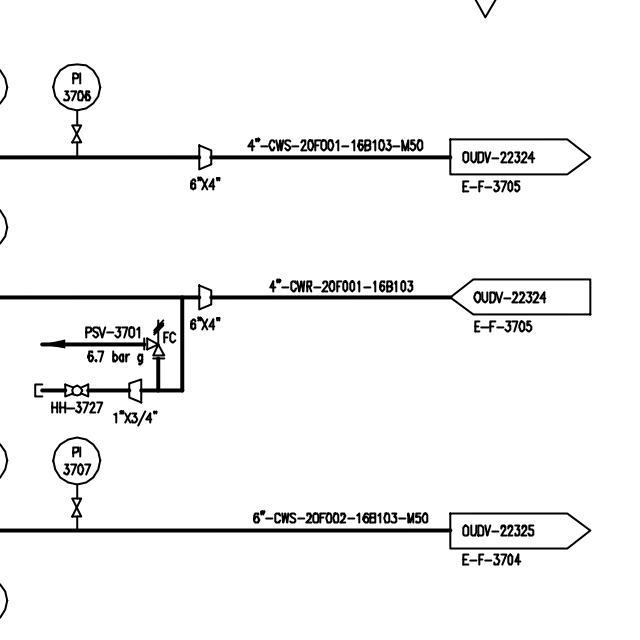 PI
3706
4"-CWS-20F001-16B103-M50
OUDV-22324
6"X4"
E-F-3705
4"-CWR-20F001-16B103
OUDV-22324
6"X4"
E-F-3705
PSV-3701
FC
6.7 bar g
HH-3727
1"X3/4"
PI
3707
6"-CWS-20F002-16B103-M50
OUDV-22325
E-F-3704